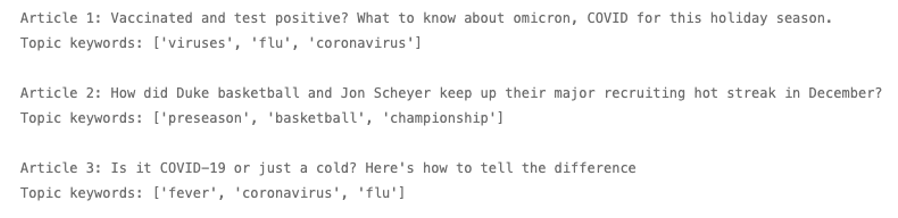 Article 1: Vaccinated and test positive? What to know about omicron, COVID for this holiday season.
Topic keywords: ['viruses', 'flu', 'coronavirus']
Article 2: How did Duke basketball and Jon Scheyer keep up their major recruiting hot streak in December?
Topic keywords: ['preseason', 'basketball', 'championship']
Article 3: Is it COVID-19 or just a cold? Here's how to tell the difference
Topic keywords: ['fever', 'coronavirus', 'flu']